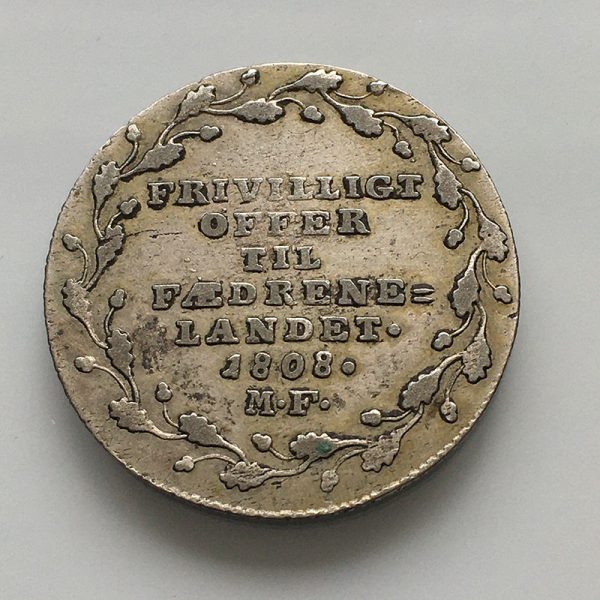 FRIVILLIGT
OFFER
TIL
FÆDRENE=
LANDET·
1808·
M·F·